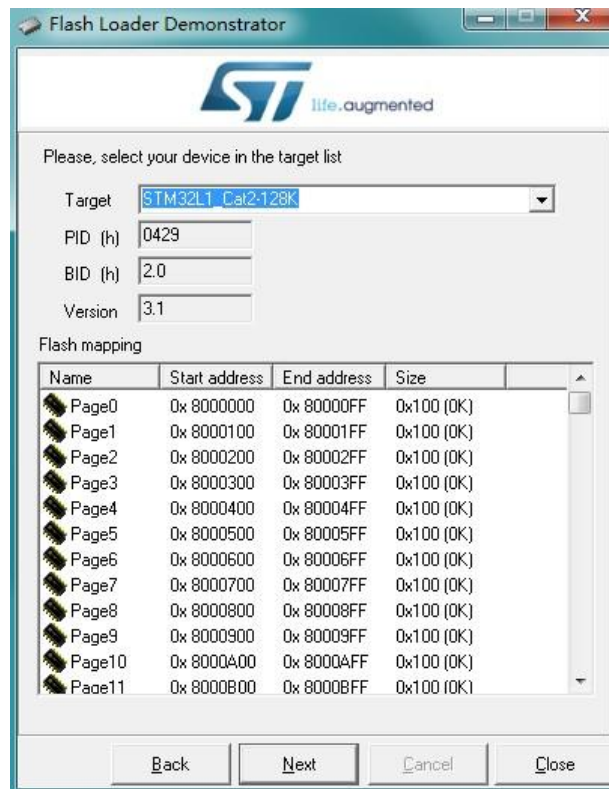 Flash Loader Demonstrator
life.augmented
Please, select your device in the target list
Target STM32L1_Cat2-128K
PID (h) 0429
BID (h) 2.0
Version 3.1
Flash mapping
Name Start address End address Size
Page0 0x 8000000 0x 80000FF 0x100 (0K)
Page1 0x 8000100 0x 80001FF 0x100 (0K)
Page2 0x 8000200 0x 80002FF 0x100 (0K)
Page3 0x 8000300 0x 80003FF 0x100 (0K)
Page4 0x 8000400 0x 80004FF 0x100 (0K)
Page5 0x 8000500 0x 80005FF 0x100 (0K)
Page6 0x 8000600 0x 80006FF 0x100 (0K)
Page7 0x 8000700 0x 80007FF 0x100 (0K)
Page8 0x 8000800 0x 80008FF 0x100 (0K)
Page9 0x 8000900 0x 80009FF 0x100 (0K)
Page10 0x 8000A00 0x 8000AFF 0x100 (0K)
Page11 0x 8000B00 0x 8000BFF 0x100 (0K)
Back Next Cancel Close